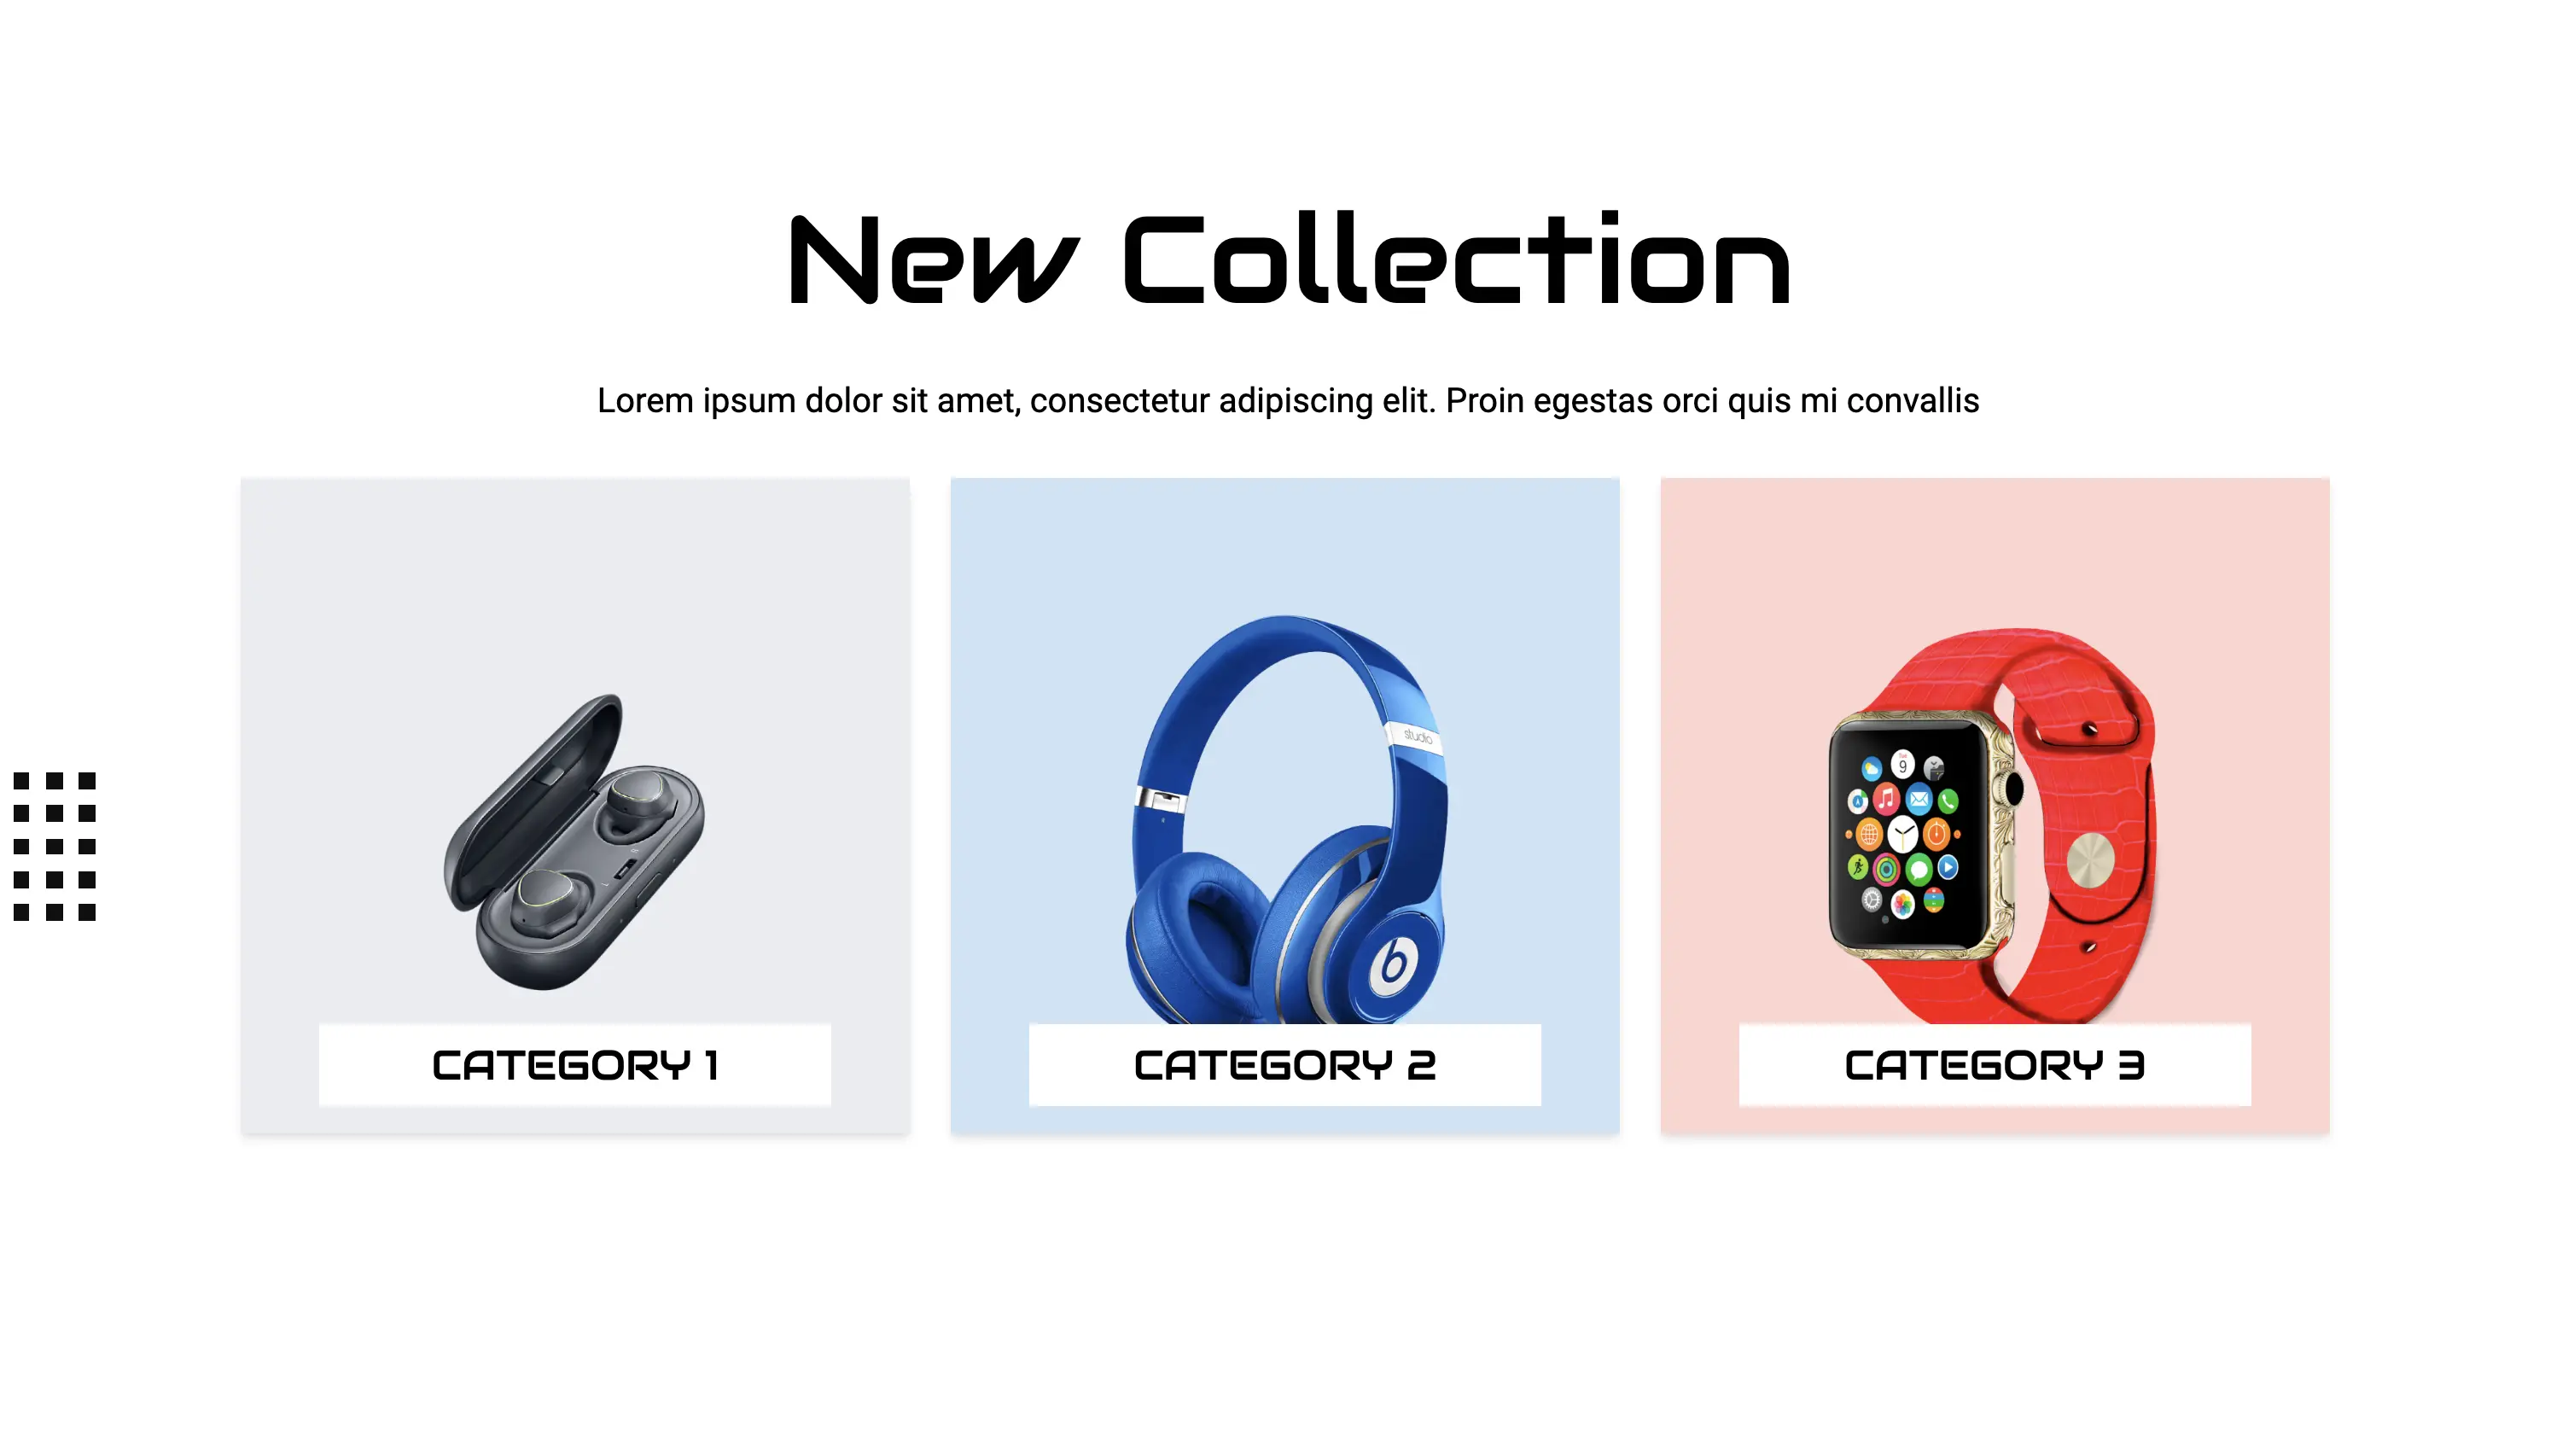 New Collection
Lorem ipsum dolor sit amet, consectetur adipiscing elit. Proin egestas orci quis mi convallis
studio
b
9
CATEGORY 1
CATEGORY 2
CATEGORY 3